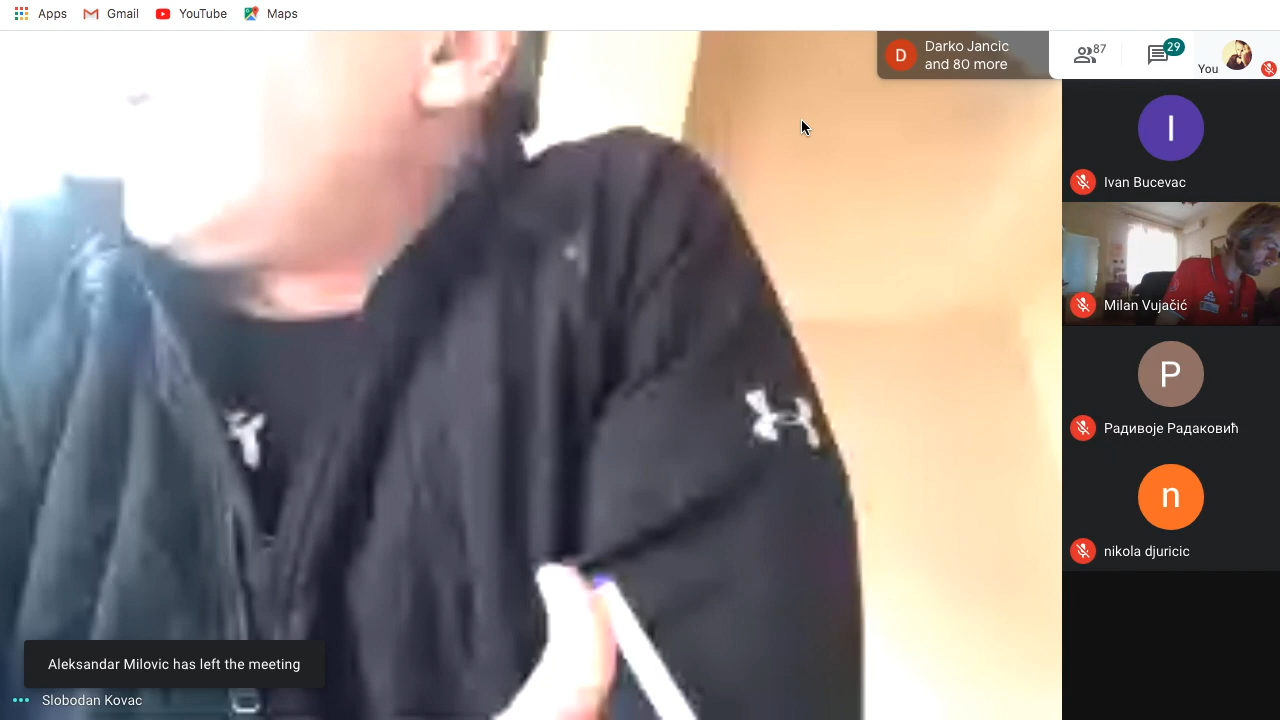 Apps Gmail YouTube Maps
D Darko Jancic
and 80 more
87
29
You
I
Ivan Bucevac
Milan Vujačić
P
Радивоје Радаковић
n
nikola djuricic
Aleksandar Milovic has left the meeting
Slobodan Kovac